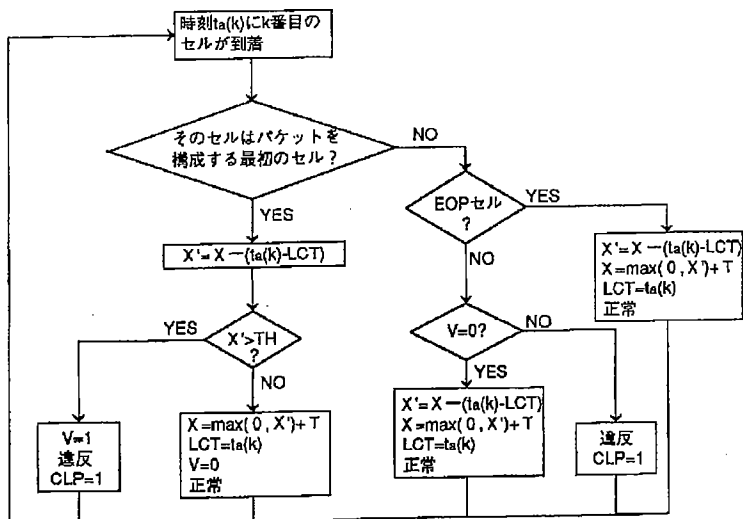 時刻ta(k)にk番目の
セルが到着
そのセルはパケットを
構成する最初のセル?
NO
YES
EOPセル
?
YES
NO
X'=X-(ta(k)-LCT)
X'=X-(ta(k)-LCT)
X=max(0,X')+T
LCT=ta(k)
正常
X'>TH
?
YES
NO
V=0?
NO
YES
V=1
違反
CLP=1
X=max(0,X')+T
LCT=ta(k)
V=0
正常
X'=X-(ta(k)-LCT)
X=max(0,X')+T
LCT=ta(k)
正常
違反
CLP=1